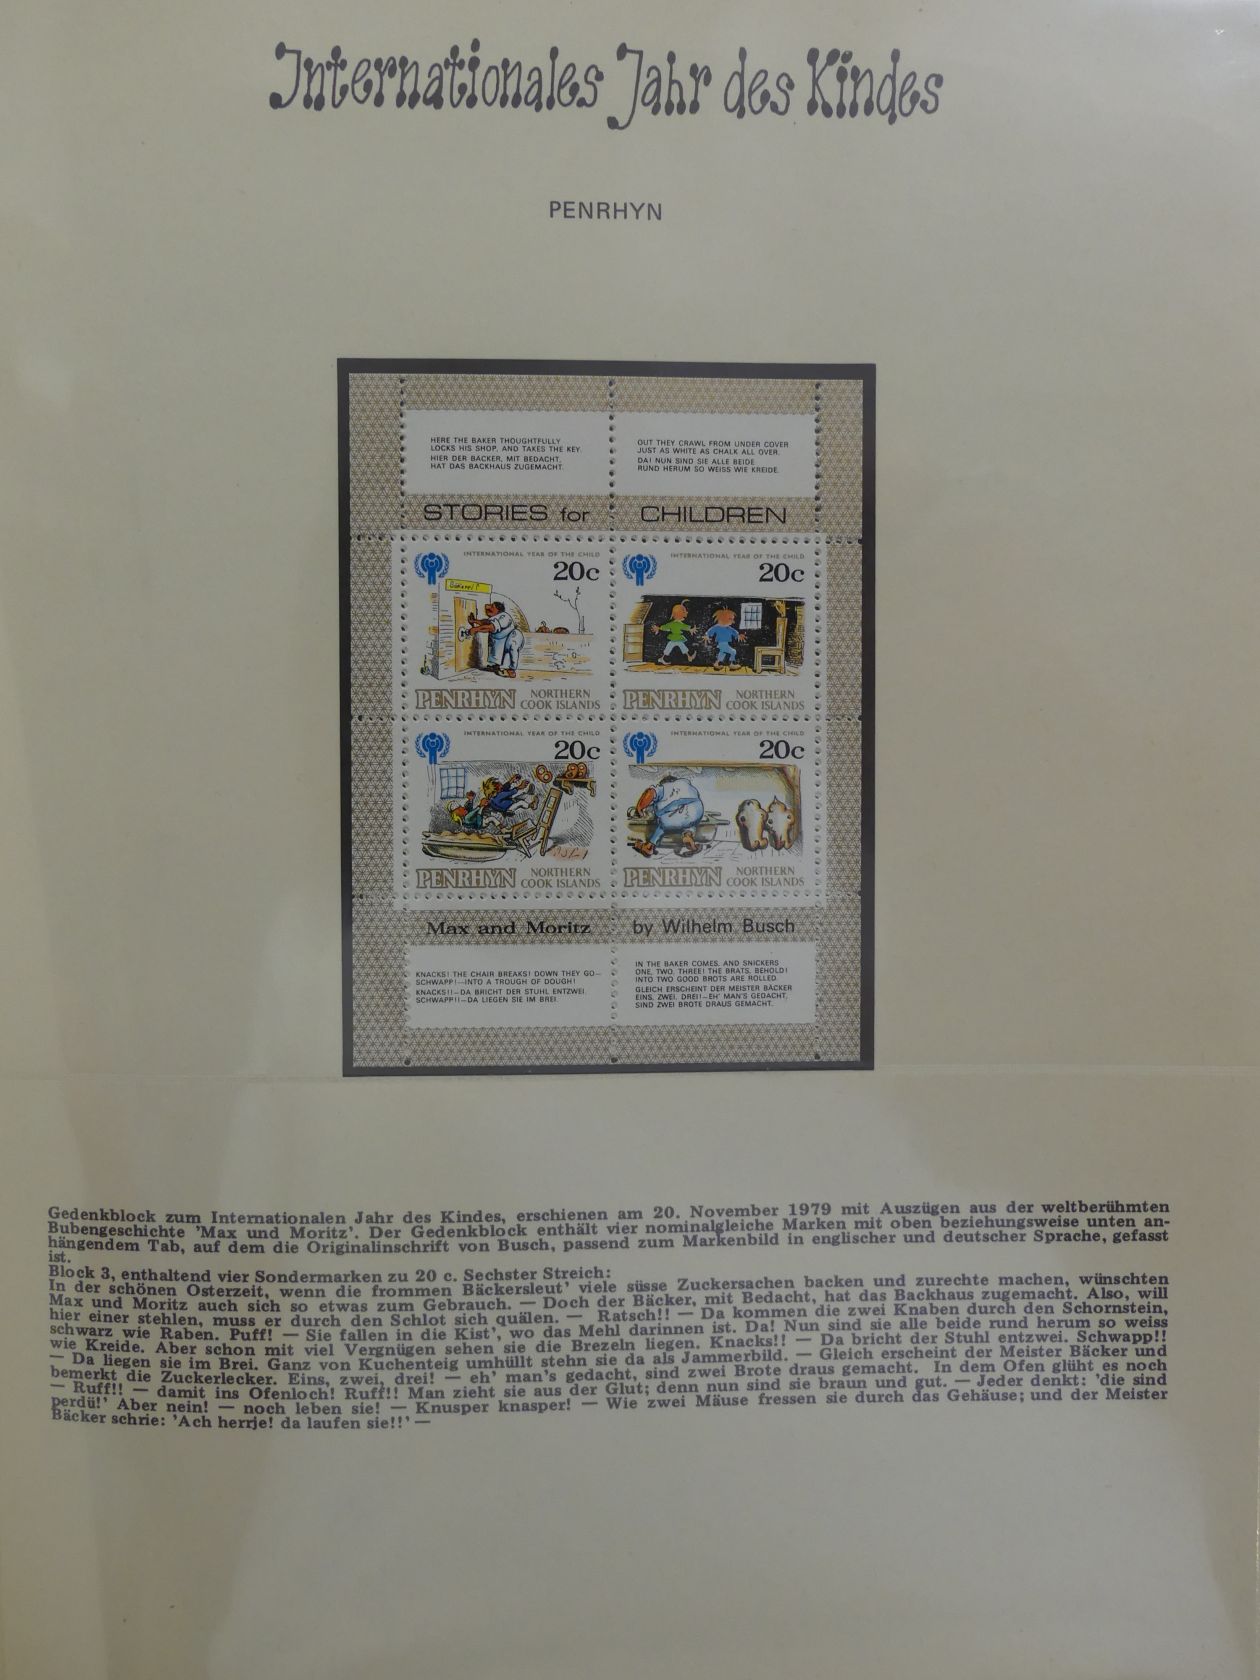 Internationales Jahr des Kindes
PENRHYN
HERE THE BAKER THOUGHTFULLY
LOCKS HIS SHOP, AND TAKES THE KEY.
HIER DER BÄCKER, MIT BEDACHT,
HAT DAS BACKHAUS ZUGEMACHT.
OUT THEY CRAWL FROM UNDER COVER
JUST AS WHITE AS CHALK ALL OVER.
DA! NUN SIND SIE ALLE BEIDE
RUND HERUM SO WEISS WIE KREIDE.
STORIES for CHILDREN
INTERNATIONAL YEAR OF THE CHILD
20c
PENRHYN NORTHERN
COOK ISLANDS
INTERNATIONAL YEAR OF THE CHILD
20c
PENRHYN NORTHERN
COOK ISLANDS
INTERNATIONAL YEAR OF THE CHILD
20c
PENRHYN NORTHERN
COOK ISLANDS
INTERNATIONAL YEAR OF THE CHILD
20c
PENRHYN NORTHERN
COOK ISLANDS
Max and Moritz by Wilhelm Busch
KNACKS! THE CHAIR BREAKS! DOWN THEY GO—
SCHWAPP!—INTO A TROUGH OF DOUGH!
KNACKS!!—DA BRICHT DER STUHL ENTZWEI,
SCHWAPP!!—DA LIEGEN SIE IM BREI.
IN THE BAKER COMES, AND SNICKERS
ONE, TWO, THREE! THE BRATS, BEHOLD!
INTO TWO GOOD BROTS ARE ROLLED.
GLEICH ERSCHEINT DER MEISTER BÄCKER
EINS, ZWEI, DREI!—EH' MAN'S GEDACHT,
SIND ZWEI BROTE DRAUS GEMACHT.
Gedenkblock zum Internationalen Jahr des Kindes, erschienen am 20. November 1979 mit Auszügen aus der weltberühmten
Bubengeschichte 'Max und Moritz'. Der Gedenkblock enthält vier nominalgleiche Marken mit oben beziehungsweise unten an-
hängendem Tab, auf dem die Originalinschrift von Busch, passend zum Markenbild in englischer und deutscher Sprache, gefasst
ist.
Block 3, enthaltend vier Sondermarken zu 20 c. Sechster Streich:
In der schönen Osterzeit, wenn die frommen Bäckersleut' viele süsse Zuckersachen backen und zurechte machen, wünschten
Max und Moritz auch sich so etwas zum Gebrauch. — Doch der Bäcker, mit Bedacht, hat das Backhaus zugemacht. Also, will
hier einer stehlen, muss er durch den Schlot sich quälen. — Ratsch!! — Da kommen die zwei Knaben durch den Schornstein,
schwarz wie Raben. Puff! — Sie fallen in die Kist', wo das Mehl darinnen ist. Da! Nun sind sie alle beide rund herum so weiss
wie Kreide. Aber schon mit viel Vergnügen sehen sie die Brezeln liegen. Knacks!! — Da bricht der Stuhl entzwei. Schwapp!!
— Da liegen sie im Brei. Ganz von Kuchenteig umhüllt stehn sie da als Jammerbild. — Gleich erscheint der Meister Bäcker und
bemerkt die Zuckerlecker. Eins, zwei, drei! — eh' man's gedacht, sind zwei Brote draus gemacht. In dem Ofen glüht es noch
— Ruff!! — damit ins Ofenloch! Ruff!! Man zieht sie aus der Glut; denn nun sind sie braun und gut. — Jeder denkt: 'die sind
perdü!' Aber nein! — noch leben sie! — Knusper knasper! — Wie zwei Mäuse fressen sie durch das Gehäuse; und der Meister
Bäcker schrie: 'Ach herrje! da laufen sie!!' —